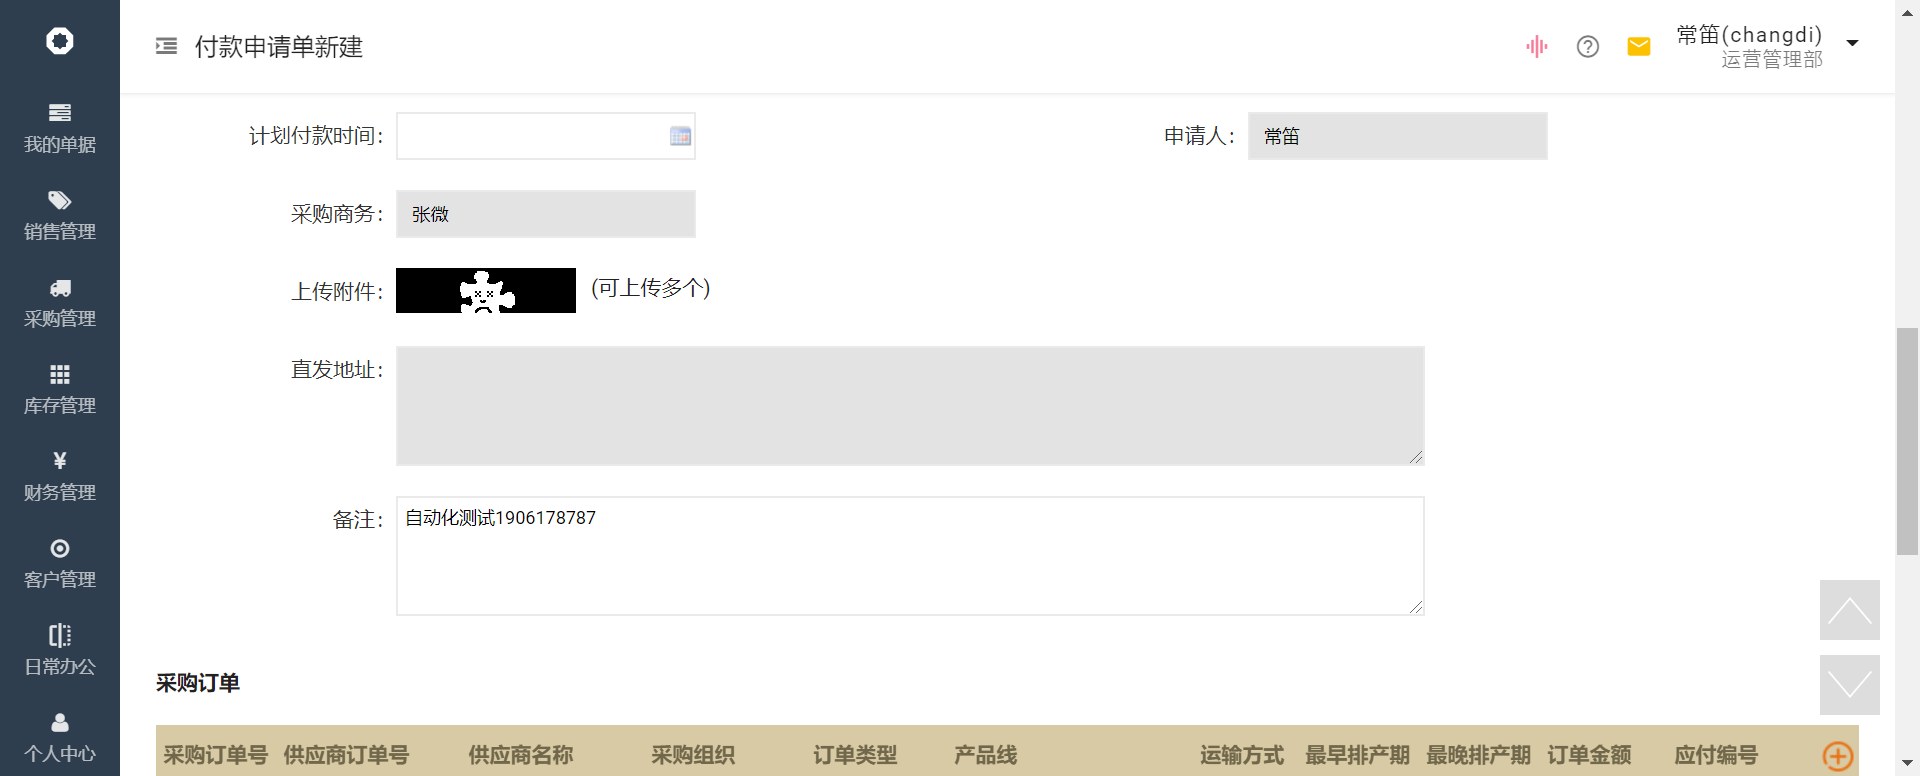 付款申请单新建
常笛(changdi)
运营管理部
我的单据
销售管理
采购管理
库存管理
财务管理
客户管理
日常办公
个人中心
计划付款时间：
申请人： 常笛
采购商务： 张微
上传附件： (可上传多个)
直发地址：
备注： 自动化测试1906178787
采购订单
采购订单号 供应商订单号 供应商名称 采购组织 订单类型 产品线 运输方式 最早排产期 最晚排产期 订单金额 应付编号